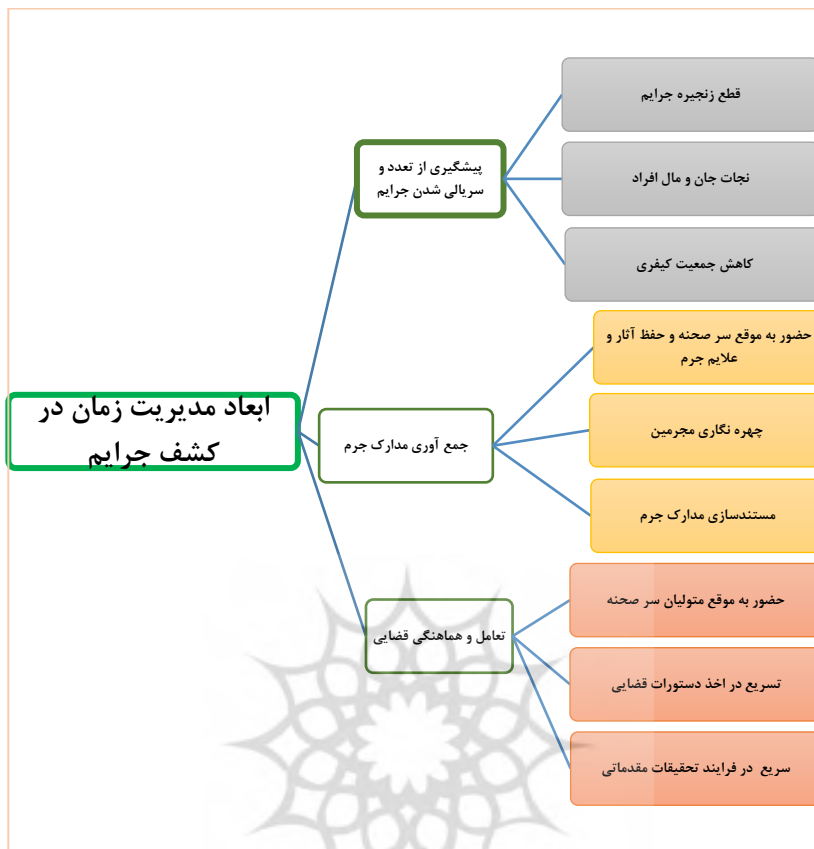 ابعاد مدیریت زمان در
کشف جرایم
پیشگیری از تعدد و
سریالی شدن جرایم
قطع زنجیره جرایم
نجات جان و مال افراد
کاهش جمعیت کیفری
جمع آوری مدارک جرم
حضور به موقع سر صحنه و حفظ آثار و
علایم جرم
چهره نگاری مجرمین
مستندسازی مدارک جرم
تعامل و هماهنگی قضایی
حضور به موقع متولیان سر صحنه
تسریع در اخذ دستورات قضایی
سریع در فرایند تحقیقات مقدماتی